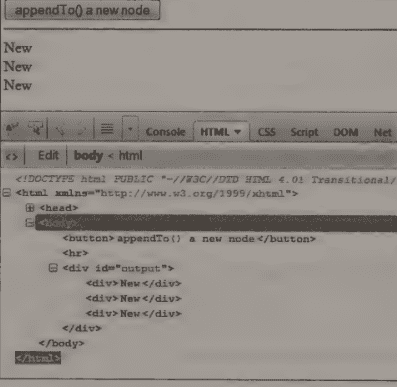 appendTo() a new node
New
New
New
Console HTML CSS Script DOM Net
Edit body < html
<!DOCTYPE html PUBLIC "-//W3C//DTD HTML 4.01 Transitional/
<html xmlns="http://www.w3.org/1999/xhtml">
<head>
<body>
<button>appendTo() a new node</button>
<hr>
<div id="output">
<div>New</div>
<div>New</div>
<div>New</div>
</div>
</body>
</html>